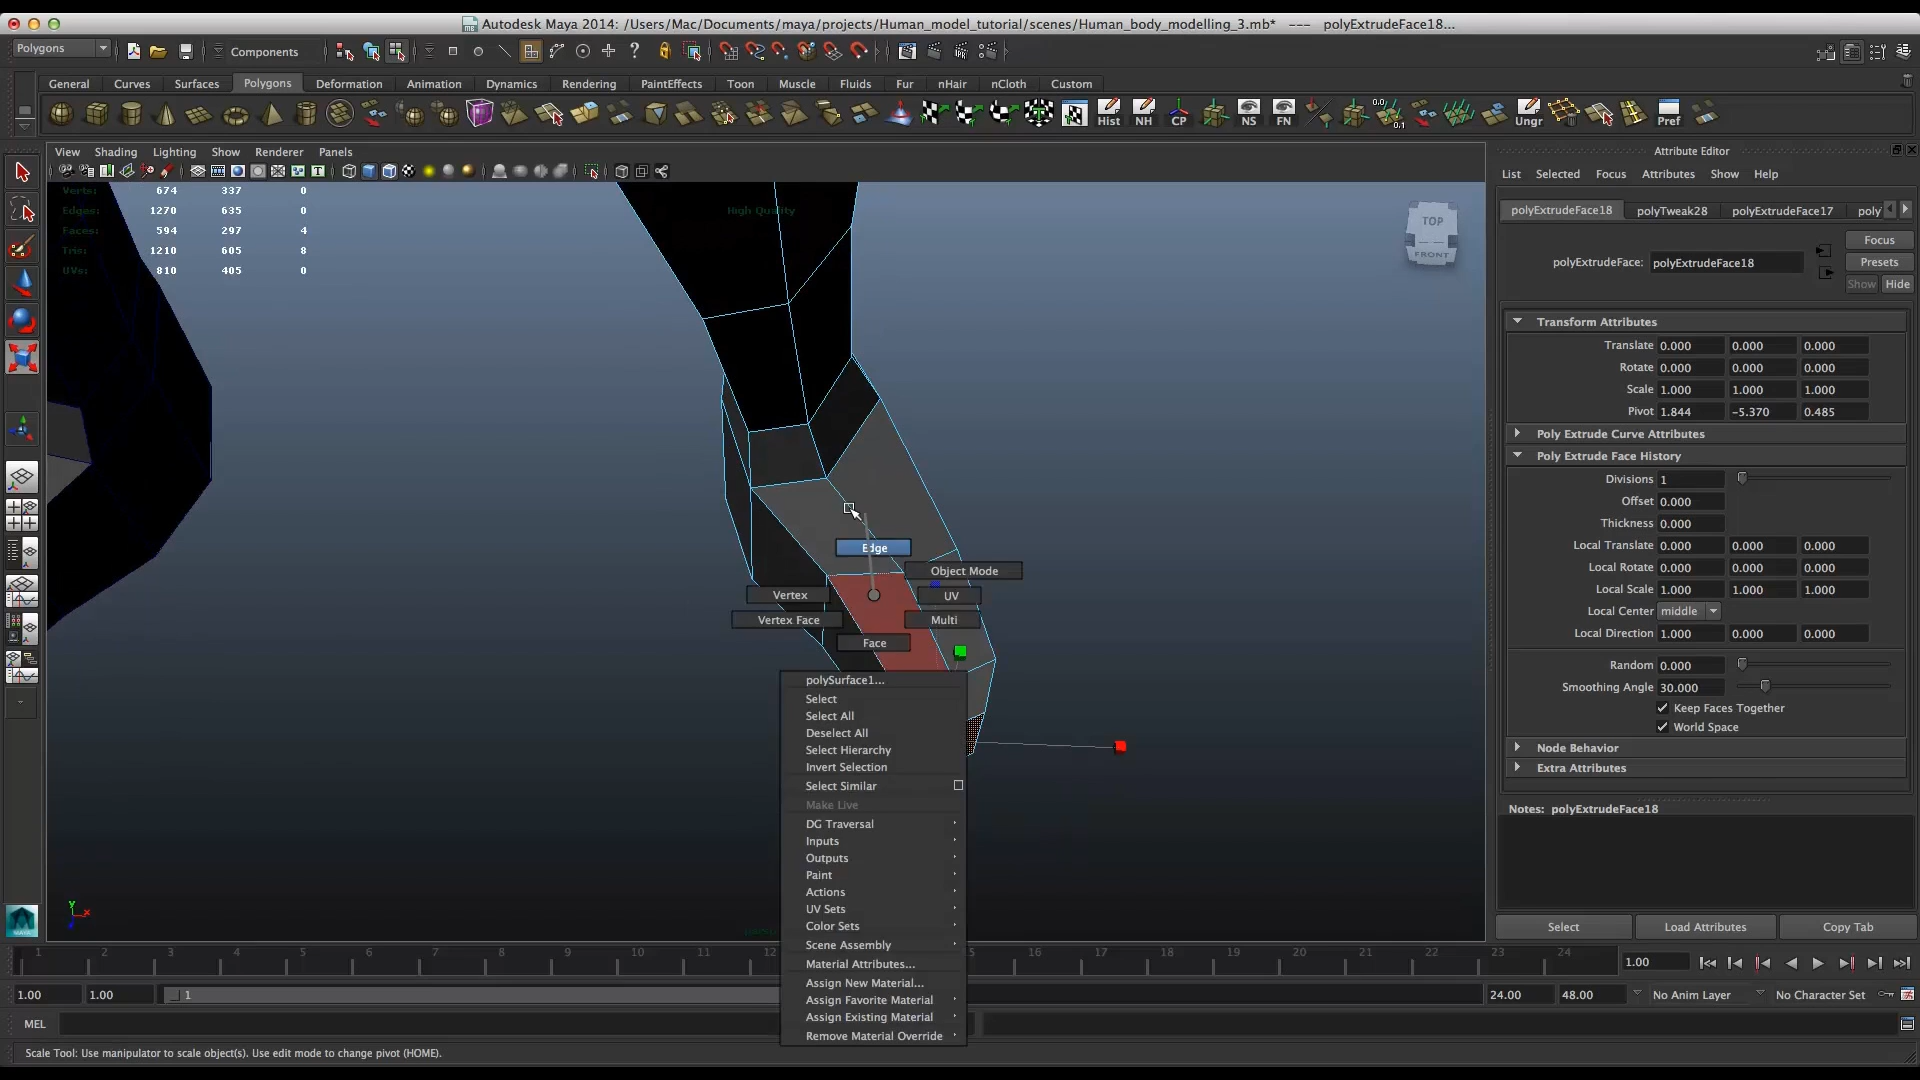 Autodesk Maya 2014: /Users/Mac/Documents/maya/projects/Human_model_tutorial/scenes/Human_body_modelling_3.mb*  ---  polyExtrudeFace18...
Polygons
Components
General Curves Surfaces Polygons Deformation Animation Dynamics Rendering PaintEffects Toon Muscle Fluids Fur nHair nCloth Custom
Hist NH CP NS FN 0.0 0.1 Ungr Pref
View Shading Lighting Show Renderer Panels
Verts: 674 337 0
Edges: 1270 635 0
Faces: 594 297 4
Tris: 1210 605 8
UVs: 810 405 0
High Quality
TOP
FRONT
Edge
Object Mode
Vertex
UV
Vertex Face
Multi
Face
polySurface1...
Select
Select All
Deselect All
Select Hierarchy
Invert Selection
Select Similar
Make Live
DG Traversal
Inputs
Outputs
Paint
Actions
UV Sets
Color Sets
Scene Assembly
Material Attributes...
Assign New Material...
Assign Favorite Material
Assign Existing Material
Remove Material Override
Y
x
Attribute Editor
List Selected Focus Attributes Show Help
polyExtrudeFace18 polyTweak28 polyExtrudeFace17 poly
Focus
polyExtrudeFace: polyExtrudeFace18
Presets
Show Hide
Transform Attributes
Translate 0.000 0.000 0.000
Rotate 0.000 0.000 0.000
Scale 1.000 1.000 1.000
Pivot 1.844 -5.370 0.485
Poly Extrude Curve Attributes
Poly Extrude Face History
Divisions 1
Offset 0.000
Thickness 0.000
Local Translate 0.000 0.000 0.000
Local Rotate 0.000 0.000 0.000
Local Scale 1.000 1.000 1.000
Local Center middle
Local Direction 1.000 0.000 0.000
Random 0.000
Smoothing Angle 30.000
Keep Faces Together
World Space
Node Behavior
Extra Attributes
Notes: polyExtrudeFace18
Select Load Attributes Copy Tab
1 2 3 4 5 6 7 8 9 10 11 12 16 17 18 19 20 21 22 23 24
1.00
1.00 1.00 1 24.00 48.00 No Anim Layer No Character Set
MEL
Scale Tool: Use manipulator to scale object(s). Use edit mode to change pivot (HOME).